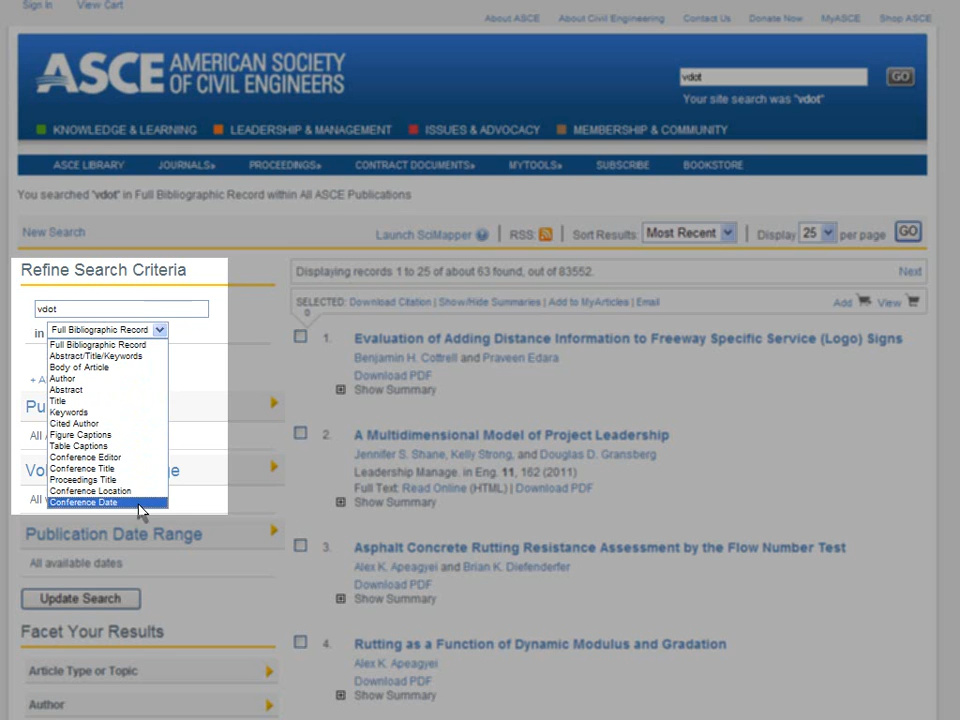 Sign In View Cart
About ASCE About Civil Engineering Contact Us Donate Now MyASCE Shop ASCE
ASCE AMERICAN SOCIETY OF CIVIL ENGINEERS
vdot GO
Your site search was "vdot"
KNOWLEDGE & LEARNING LEADERSHIP & MANAGEMENT ISSUES & ADVOCACY MEMBERSHIP & COMMUNITY
ASCE LIBRARY JOURNALS» PROCEEDINGS» CONTRACT DOCUMENTS» MYTOOLS» SUBSCRIBE BOOKSTORE
You searched "vdot" in Full Bibliographic Record within All ASCE Publications
New Search
Launch SciMapper | RSS: | Sort Results: Most Recent | Display 25 per page GO
Refine Search Criteria
vdot
in Full Bibliographic Record
Full Bibliographic Record
Abstract/Title/Keywords
Body of Article
Author
Abstract
Title
Keywords
Cited Author
Figure Captions
Table Captions
Conference Editor
Conference Title
Proceedings Title
Conference Location
Conference Date
+ A
Pu
All
Vo e
All v
Publication Date Range
All available dates
Update Search
Facet Your Results
Article Type or Topic
Author
Displaying records 1 to 25 of about 63 found, out of 83552. Next
SELECTED: Download Citation | Show/Hide Summaries | Add to MyArticles | Email Add View
0
1. Evaluation of Adding Distance Information to Freeway Specific Service (Logo) Signs
Benjamin H. Cottrell and Praveen Edara
Download PDF
Show Summary
2. A Multidimensional Model of Project Leadership
Jennifer S. Shane, Kelly Strong, and Douglas D. Gransberg
Leadership Manage. in Eng. 11, 162 (2011)
Full Text: Read Online (HTML) | Download PDF
Show Summary
3. Asphalt Concrete Rutting Resistance Assessment by the Flow Number Test
Alex K. Apeagyei and Brian K. Diefenderfer
Download PDF
Show Summary
4. Rutting as a Function of Dynamic Modulus and Gradation
Alex K. Apeagyei
Download PDF
Show Summary